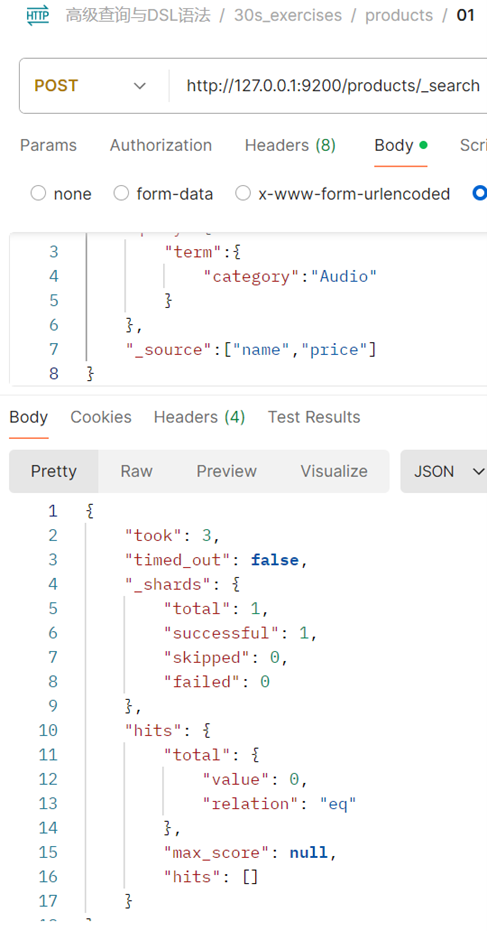 HTTP 高级查询与DSL语法 / 30s_exercises / products / 01
POST http://127.0.0.1:9200/products/_search
Params Authorization Headers (8) Body Scri
none form-data x-www-form-urlencoded
3 "term":{
4 "category":"Audio"
5 }
6 },
7 "_source":["name","price"]
8 }
Body Cookies Headers (4) Test Results
Pretty Raw Preview Visualize JSON
1 {
2 "took": 3,
3 "timed_out": false,
4 "_shards": {
5 "total": 1,
6 "successful": 1,
7 "skipped": 0,
8 "failed": 0
9 },
10 "hits": {
11 "total": {
12 "value": 0,
13 "relation": "eq"
14 },
15 "max_score": null,
16 "hits": []
17 }